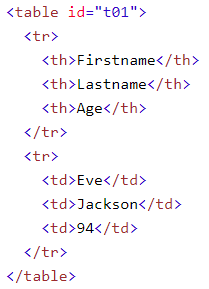 <table id="t01">
  <tr>
    <th>Firstname</th>
    <th>Lastname</th>
    <th>Age</th>
  </tr>
  <tr>
    <td>Eve</td>
    <td>Jackson</td>
    <td>94</td>
  </tr>
</table>